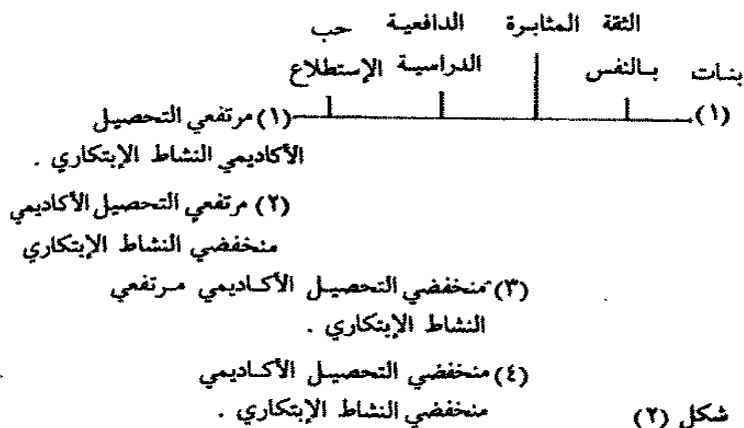 الثقة المثابرة الدافعية حب
بنات بالنفس الدراسية الإستطلاع
(١)
(١) مرتفعي التحصيل
الأكاديمي النشاط الإبتكاري .
(٢) مرتفعي التحصيل الأكاديمي
منخفضي النشاط الإبتكاري
(٣) منخفضي التحصيل الأكاديمي مرتفعي
النشاط الإبتكاري .
(٤) منخفضي التحصيل الأكاديمي
منخفضي النشاط الإبتكاري .
شكل (٢)